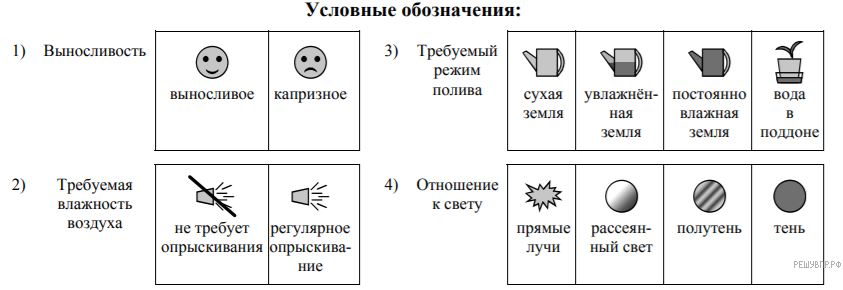 Условные обозначения:
1) Выносливость
выносливое
капризное
2) Требуемая
влажность
воздуха
не требует
опрыскивания
регулярное
опрыскива-
ние
3) Требуемый
режим
полива
сухая
земля
увлажнён-
ная
земля
постоянно
влажная
земля
вода
в
поддоне
4) Отношение
к свету
прямые
лучи
рассеян-
ный свет
полутень
тень
РЕШУВПР.РФ